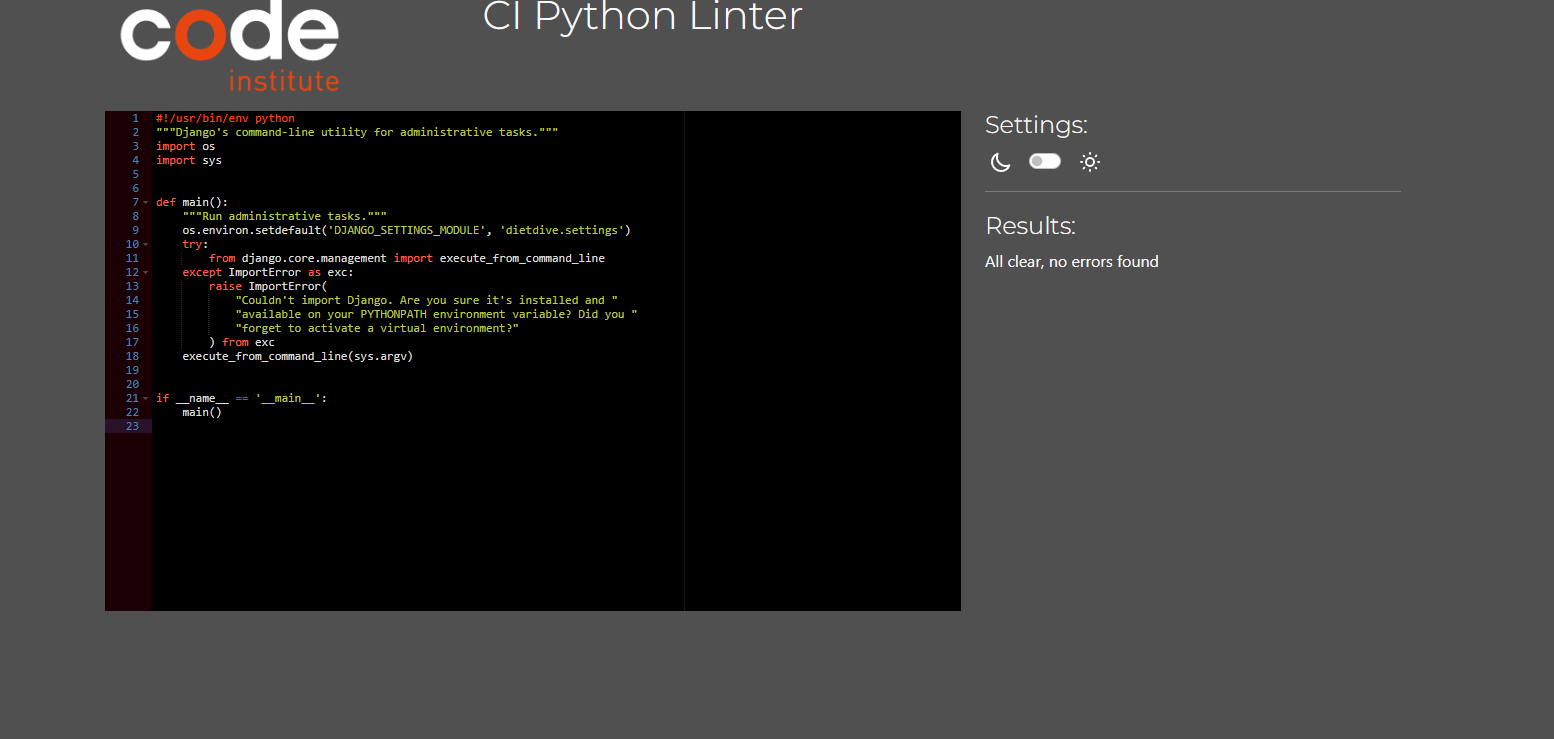 code
institute
CI Python Linter
1 #!/usr/bin/env python
2 """Django's command-line utility for administrative tasks."""
3 import os
4 import sys
5
6
7 def main():
8     """Run administrative tasks."""
9     os.environ.setdefault('DJANGO_SETTINGS_MODULE', 'dietdive.settings')
10     try:
11         from django.core.management import execute_from_command_line
12     except ImportError as exc:
13         raise ImportError(
14             "Couldn't import Django. Are you sure it's installed and "
15             "available on your PYTHONPATH environment variable? Did you "
16             "forget to activate a virtual environment?"
17         ) from exc
18     execute_from_command_line(sys.argv)
19
20
21 if __name__ == '__main__':
22     main()
23
Settings:
Results:
All clear, no errors found